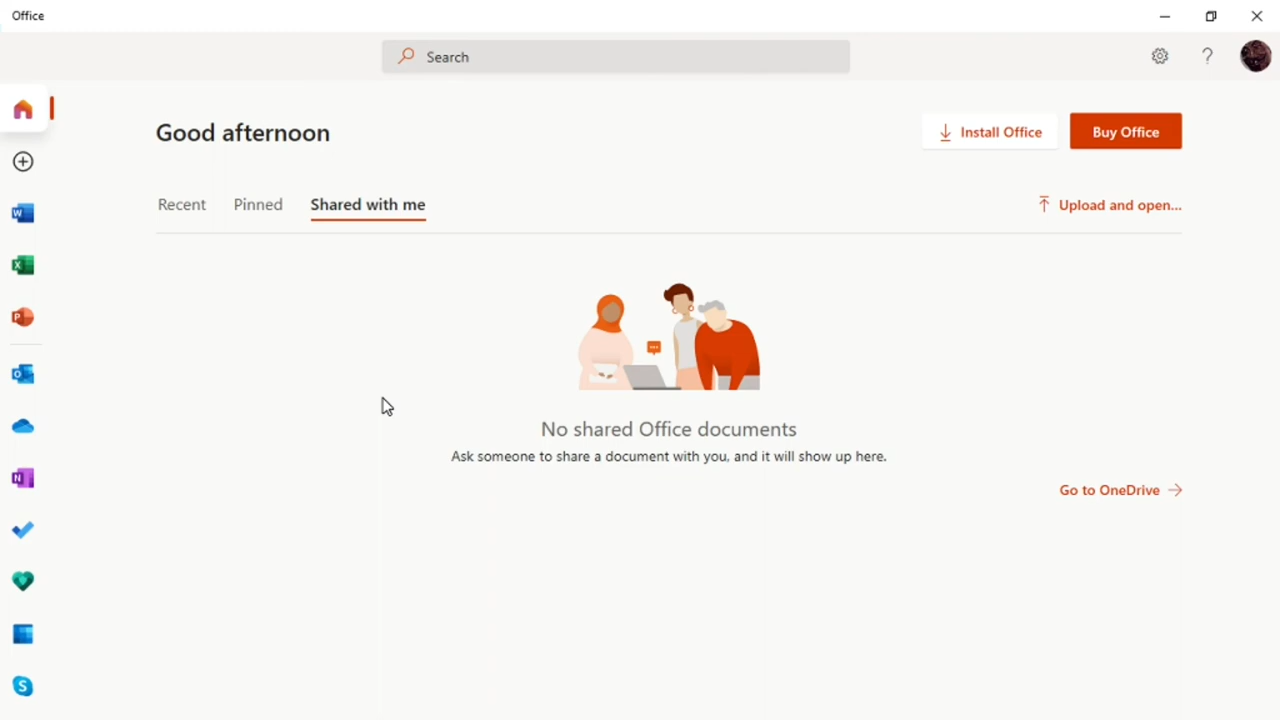 Office
Search
?
Good afternoon
Install Office
Buy Office
Recent
Pinned
Shared with me
Upload and open...
W
X
P
O
N
S
No shared Office documents
Ask someone to share a document with you, and it will show up here.
Go to OneDrive